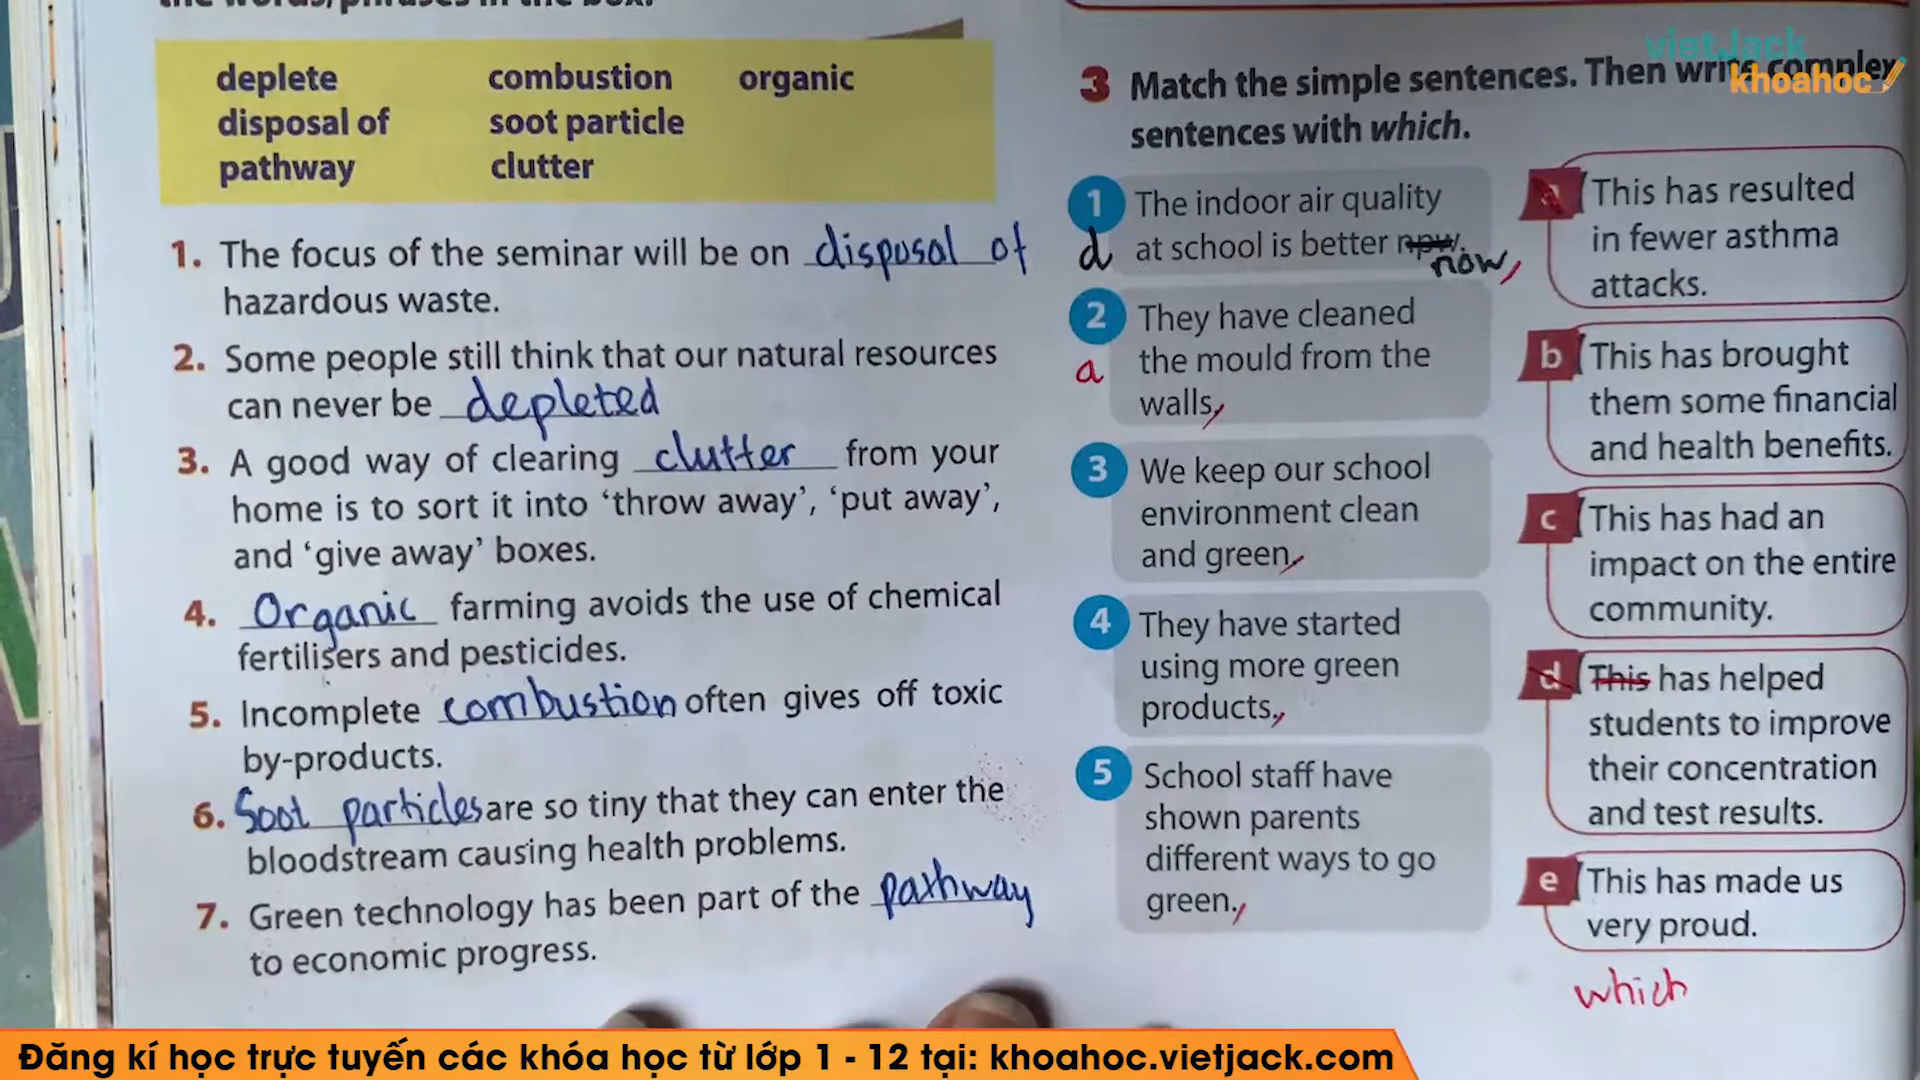 the words/phrases in the box.
deplete combustion organic
disposal of soot particle
pathway clutter
1. The focus of the seminar will be on disposal of
hazardous waste.
2. Some people still think that our natural resources
can never be depleted
3. A good way of clearing clutter from your
home is to sort it into ‘throw away’, ‘put away’,
and ‘give away’ boxes.
4. Organic farming avoids the use of chemical
fertilisers and pesticides.
5. Incomplete combustion often gives off toxic
by-products.
6. Soot particles are so tiny that they can enter the
bloodstream causing health problems.
7. Green technology has been part of the pathway
to economic progress.
vietJack
khoahoc
3 Match the simple sentences. Then write complex
sentences with which.
1 The indoor air quality
d at school is better now.
now,
2 They have cleaned
a the mould from the
walls,
3 We keep our school
environment clean
and green,
4 They have started
using more green
products,
5 School staff have
shown parents
different ways to go
green.,
a This has resulted
in fewer asthma
attacks.
b This has brought
them some financial
and health benefits.
c This has had an
impact on the entire
community.
d This has helped
students to improve
their concentration
and test results.
e This has made us
very proud.
which
Đăng kí học trực tuyến các khóa học từ lớp 1 - 12 tại: khoahoc.vietjack.com